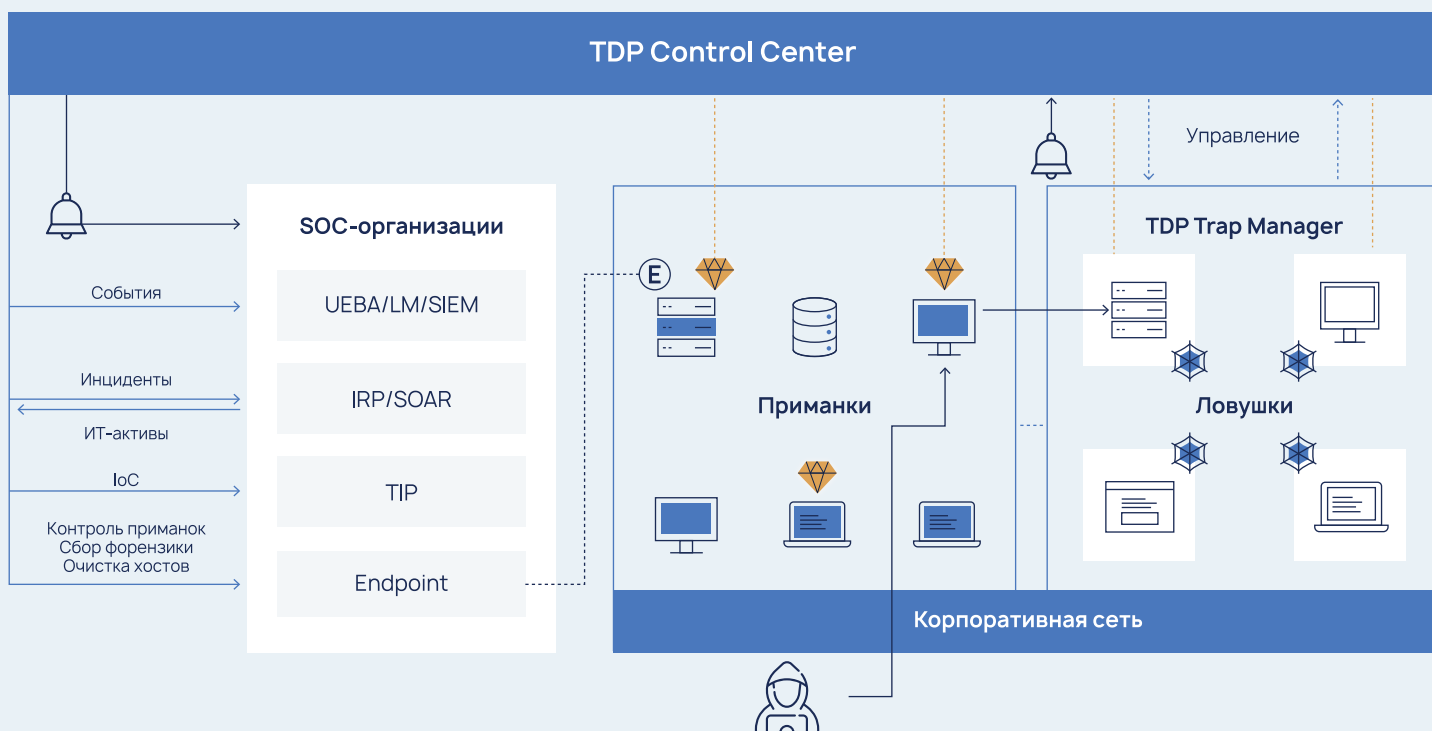 TDP Control Center
Управление
SOC-организации
UEBA/LM/SIEM
IRP/SOAR
TIP
Endpoint
События
Инциденты
ИТ-активы
IoC
Контроль приманок
Сбор форензики
Очистка хостов
E
Приманки
TDP Trap Manager
Ловушки
Корпоративная сеть